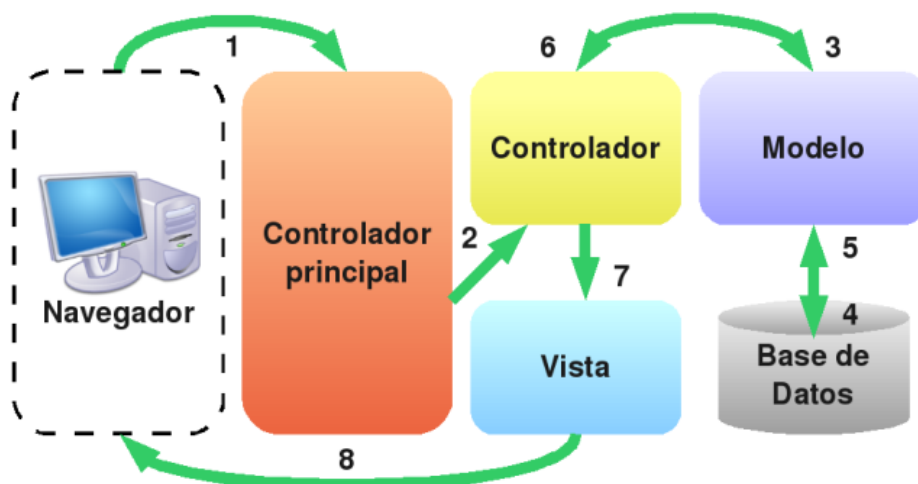 1
6
3
Controlador
Modelo
Controlador
principal
2
Navegador
5
7
4
Vista
Base de
Datos
8